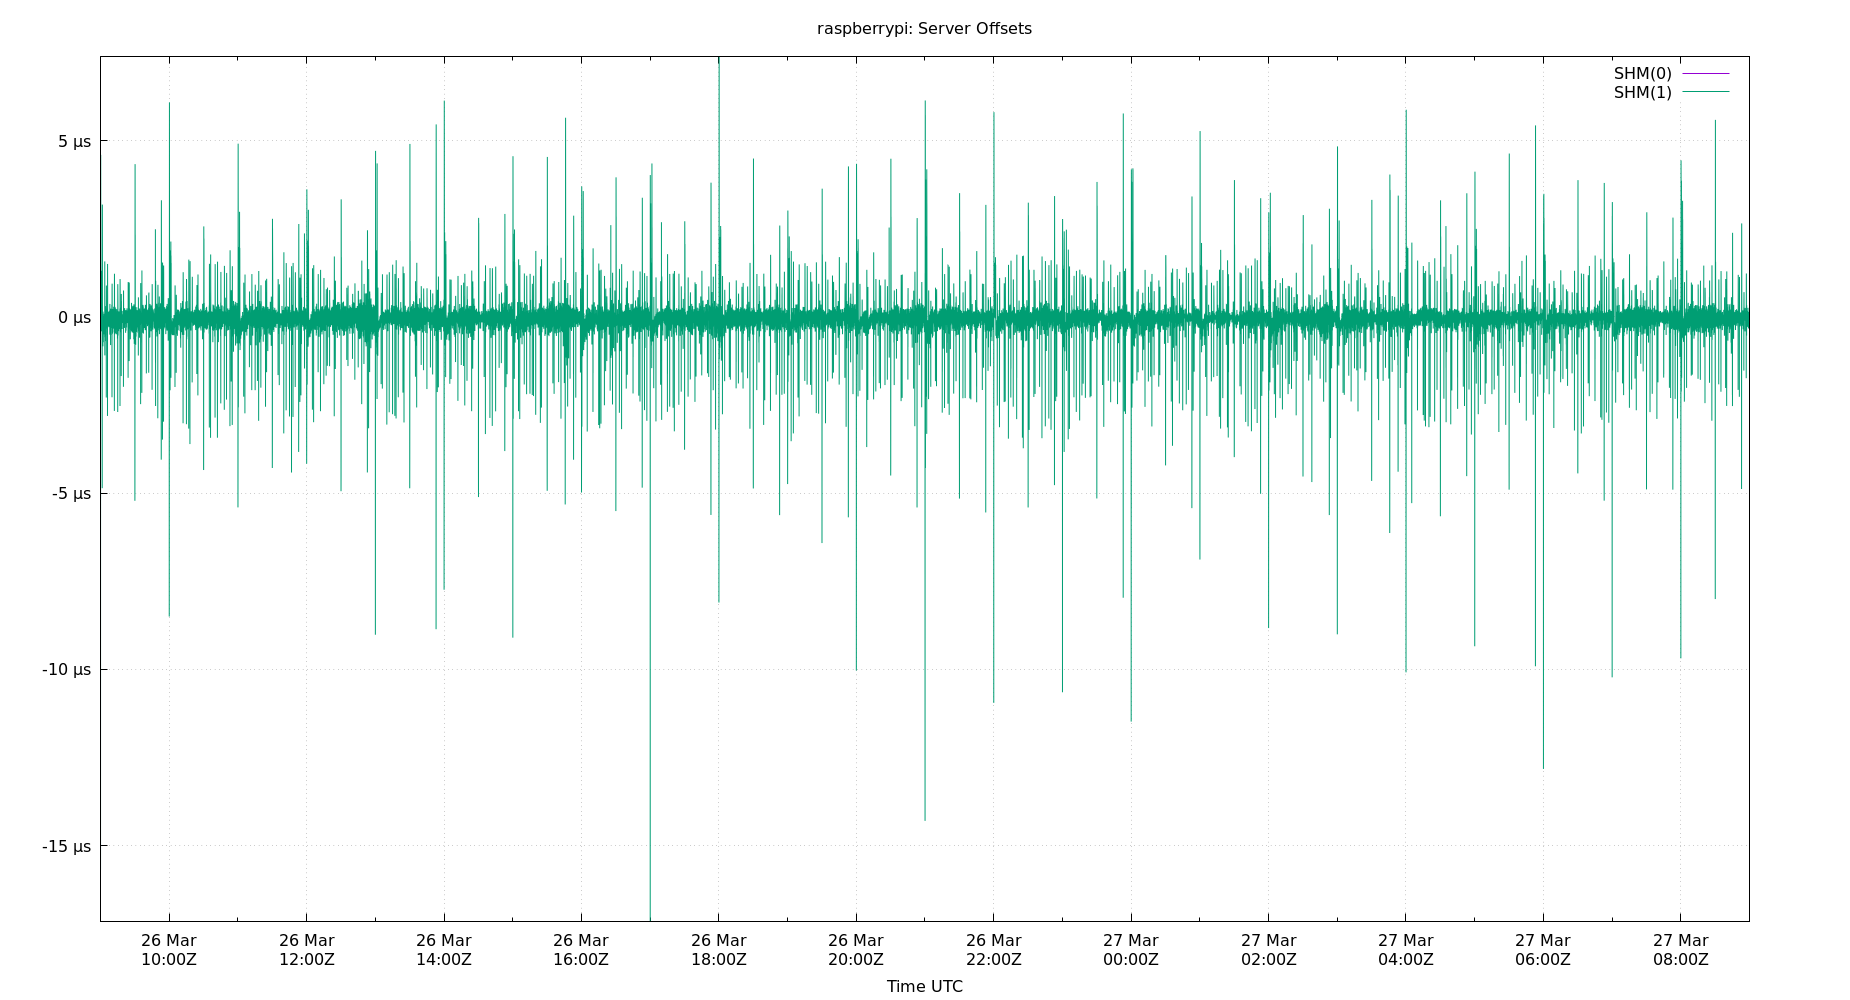 raspberrypi: Server Offsets
SHM(0)
SHM(1)
5 µs
0 µs
-5 µs
-10 µs
-15 µs
26 Mar 26 Mar 26 Mar 26 Mar 26 Mar 26 Mar 26 Mar 27 Mar 27 Mar 27 Mar 27 Mar 27 Mar
10:00Z 12:00Z 14:00Z 16:00Z 18:00Z 20:00Z 22:00Z 00:00Z 02:00Z 04:00Z 06:00Z 08:00Z
Time UTC